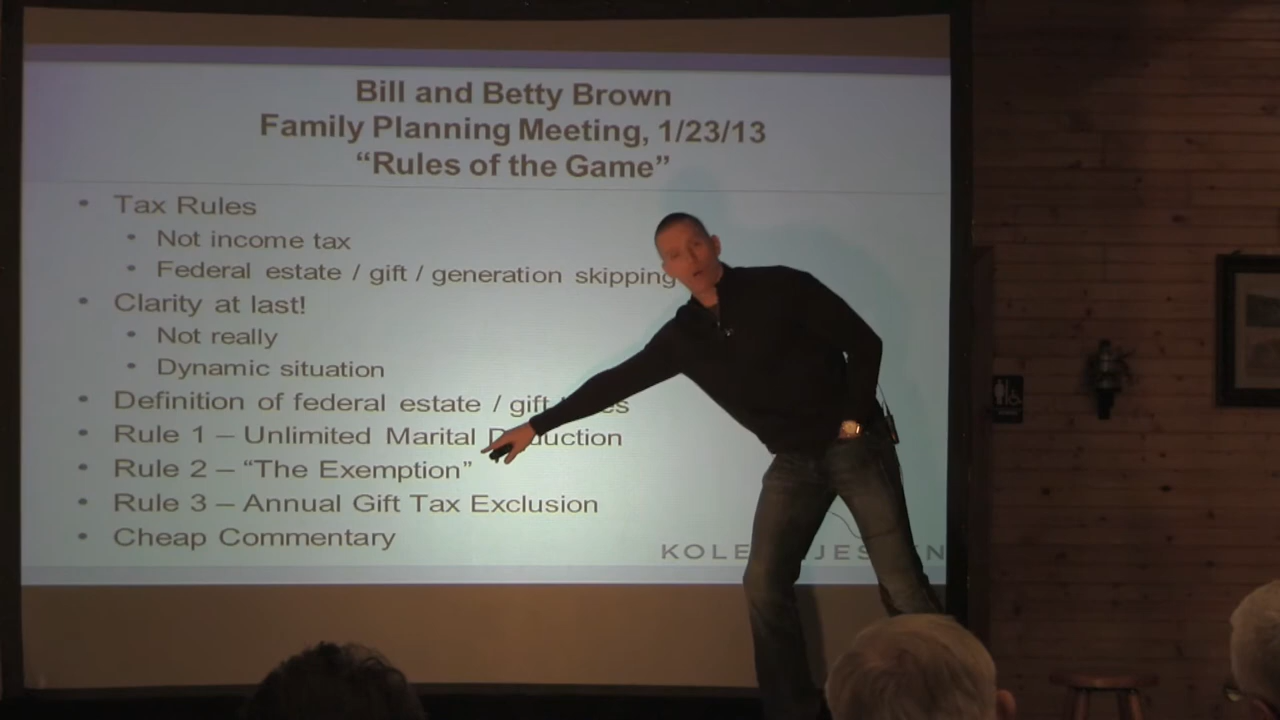 Bill and Betty Brown
Family Planning Meeting, 1/23/13
“Rules of the Game”
• Tax Rules
• Not income tax
• Federal estate / gift / generation skipping
• Clarity at last!
• Not really
• Dynamic situation
• Definition of federal estate / gift
• Rule 1 – Unlimited Marital
• Rule 2 – “The Exemption”
• Rule 3 – Annual Gift Tax Exclusion
• Cheap Commentary